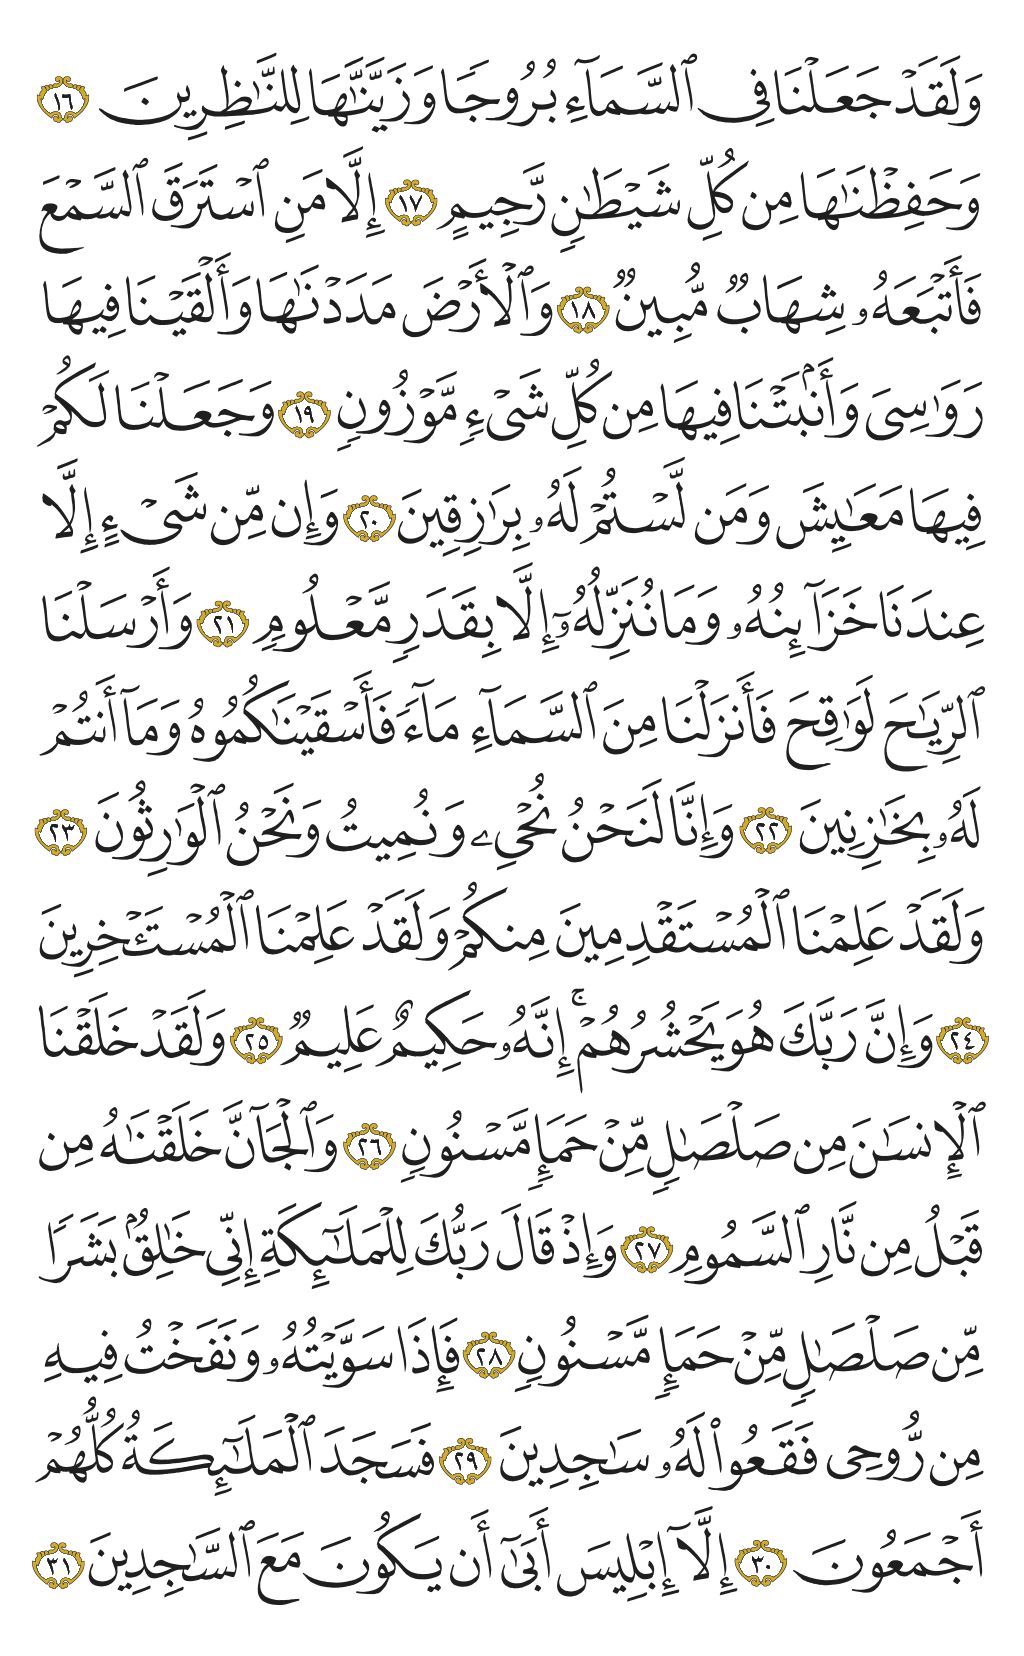 وَلَقَدْ جَعَلْنَا فِى ٱلسَّمَآءِ بُرُوجًا وَزَيَّنَّـٰهَا لِلنَّـٰظِرِينَ ١٦
وَحَفِظْنَـٰهَا مِن كُلِّ شَيْطَـٰنٍ رَّجِيمٍ ١٧ إِلَّا مَنِ ٱسْتَرَقَ ٱلسَّمْعَ
فَأَتْبَعَهُۥ شِهَابٌ مُّبِينٌ ١٨ وَٱلْأَرْضَ مَدَدْنَـٰهَا وَأَلْقَيْنَا فِيهَا
رَوَٰسِىَ وَأَنۢبَتْنَا فِيهَا مِن كُلِّ شَىْءٍ مَّوْزُونٍ ١٩ وَجَعَلْنَا لَكُمْ
فِيهَا مَعَـٰيِشَ وَمَن لَّسْتُمْ لَهُۥ بِرَٰزِقِينَ ٢٠ وَإِن مِّن شَىْءٍ إِلَّا
عِندَنَا خَزَآئِنُهُۥ وَمَا نُنَزِّلُهُۥٓ إِلَّا بِقَدَرٍ مَّعْلُومٍ ٢١ وَأَرْسَلْنَا
ٱلرِّيَـٰحَ لَوَٰقِحَ فَأَنزَلْنَا مِنَ ٱلسَّمَآءِ مَآءً فَأَسْقَيْنَـٰكُمُوهُ وَمَآ أَنتُمْ
لَهُۥ بِخَـٰزِنِينَ ٢٢ وَإِنَّا لَنَحْنُ نُحْىِۦ وَنُمِيتُ وَنَحْنُ ٱلْوَٰرِثُونَ ٢٣
وَلَقَدْ عَلِمْنَا ٱلْمُسْتَقْدِمِينَ مِنكُمْ وَلَقَدْ عَلِمْنَا ٱلْمُسْتَـْٔخِرِينَ
٢٤ وَإِنَّ رَبَّكَ هُوَ يَحْشُرُهُمْ ۚ إِنَّهُۥ حَكِيمٌ عَلِيمٌ ٢٥ وَلَقَدْ خَلَقْنَا
ٱلْإِنسَـٰنَ مِن صَلْصَـٰلٍ مِّنْ حَمَإٍ مَّسْنُونٍ ٢٦ وَٱلْجَآنَّ خَلَقْنَـٰهُ مِن
قَبْلُ مِن نَّارِ ٱلسَّمُومِ ٢٧ وَإِذْ قَالَ رَبُّكَ لِلْمَلَـٰٓئِكَةِ إِنِّى خَـٰلِقٌۢ بَشَرًا
مِّن صَلْصَـٰلٍ مِّنْ حَمَإٍ مَّسْنُونٍ ٢٨ فَإِذَا سَوَّيْتُهُۥ وَنَفَخْتُ فِيهِ
مِن رُّوحِى فَقَعُوا۟ لَهُۥ سَـٰجِدِينَ ٢٩ فَسَجَدَ ٱلْمَلَـٰٓئِكَةُ كُلُّهُمْ
أَجْمَعُونَ ٣٠ إِلَّآ إِبْلِيسَ أَبَىٰٓ أَن يَكُونَ مَعَ ٱلسَّـٰجِدِينَ ٣١